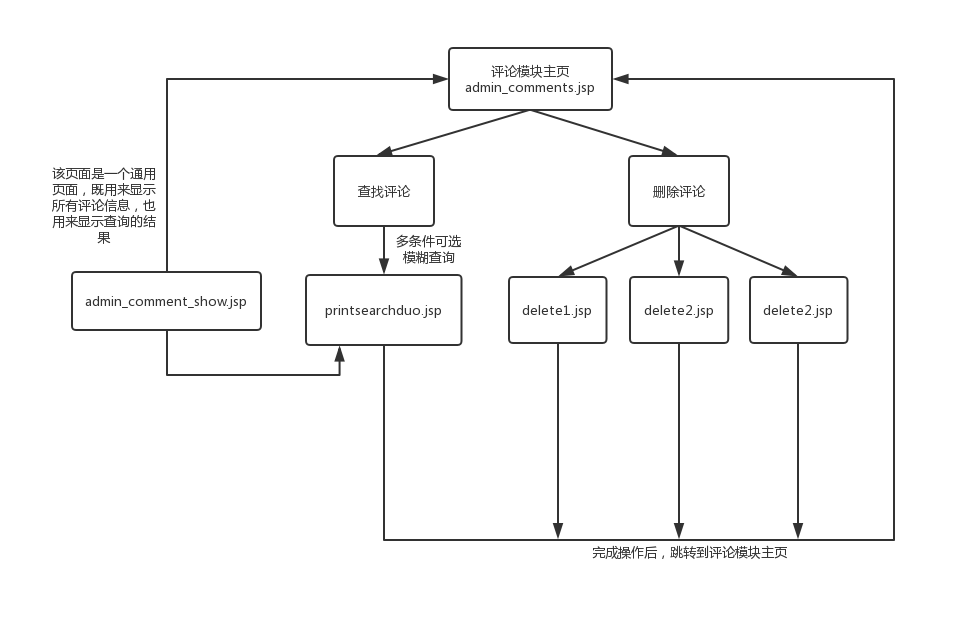 评论模块主页
admin_comments.jsp
该页面是一个通用
页面，既用来显示
所有评论信息，也
用来显示查询的结
果
查找评论
删除评论
多条件可选
模糊查询
admin_comment_show.jsp
printsearchduo.jsp
delete1.jsp
delete2.jsp
delete2.jsp
完成操作后，跳转到评论模块主页